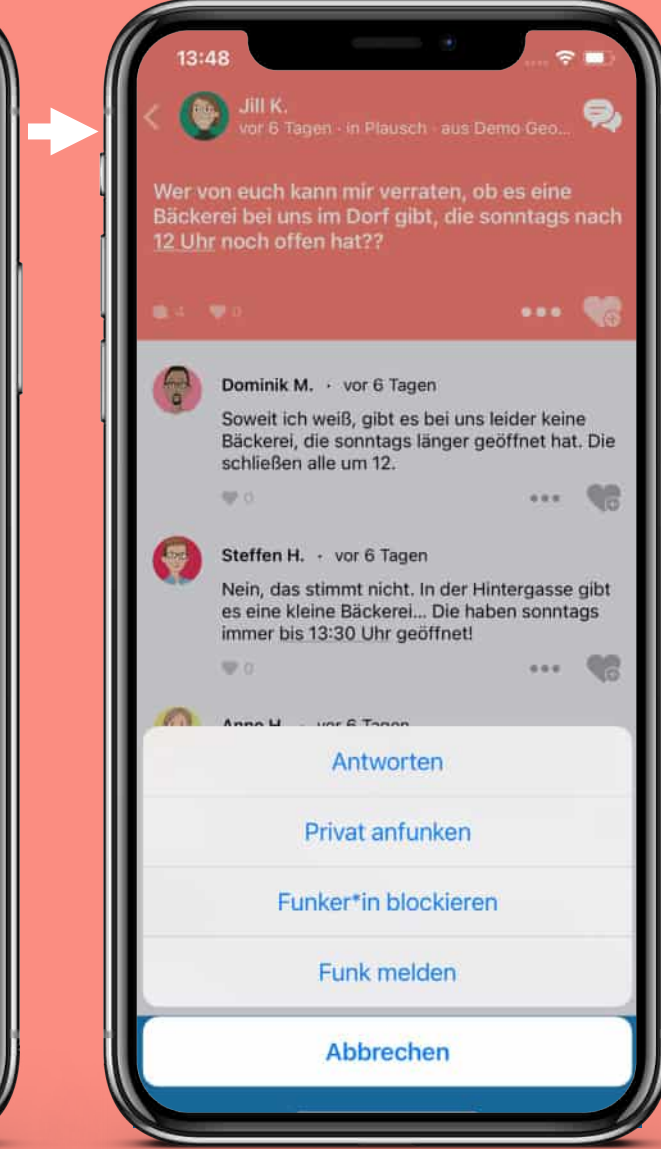 13:48
Jill K.
vor 6 Tagen · in Plausch · aus Demo Geo...
Wer von euch kann mir verraten, ob es eine
Bäckerei bei uns im Dorf gibt, die sonntags nach
12 Uhr noch offen hat??
4 0
Dominik M. · vor 6 Tagen
Soweit ich weiß, gibt es bei uns leider keine
Bäckerei, die sonntags länger geöffnet hat. Die
schließen alle um 12.
0
Steffen H. · vor 6 Tagen
Nein, das stimmt nicht. In der Hintergasse gibt
es eine kleine Bäckerei... Die haben sonntags
immer bis 13:30 Uhr geöffnet!
0
Anne H. · vor 6 Tagen
Antworten
Privat anfunken
Funker*in blockieren
Funk melden
Abbrechen